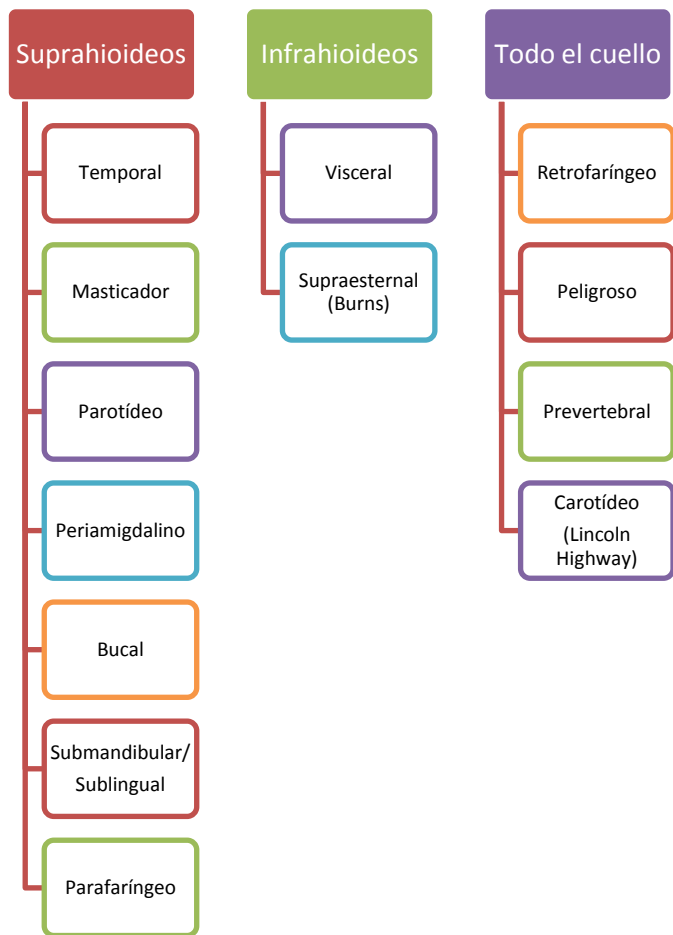 Suprahioideos
Temporal
Masticador
Parotídeo
Periamigdalino
Bucal
Submandibular/
Sublingual
Parafaríngeo
Infrahioideos
Visceral
Supraesternal
(Burns)
Todo el cuello
Retrofaríngeo
Peligroso
Prevertebral
Carotídeo
(Lincoln
Highway)